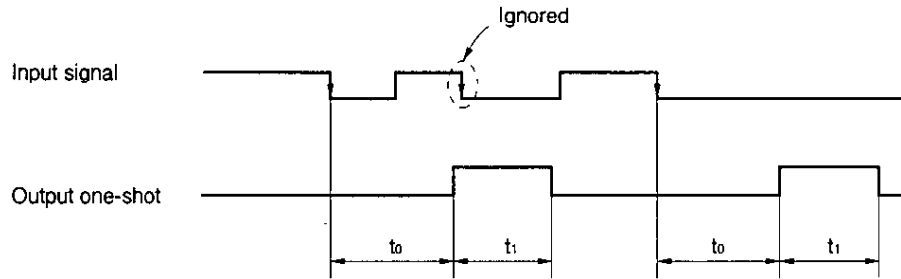 Ignored
Input signal
Output one-shot
t0 t1 t0 t1